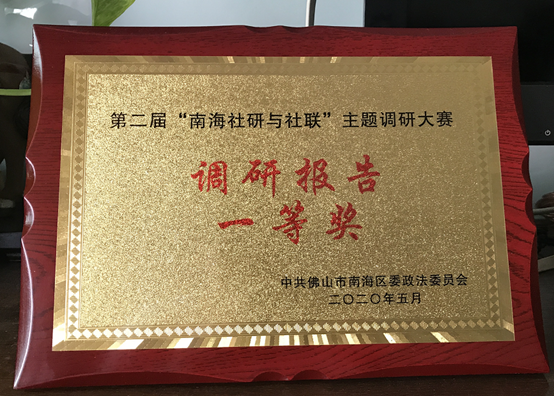 第二届“南海社研与社联”主题调研大赛
调研报告
一等奖
中共佛山市南海区委政法委员会
二〇二〇年五月